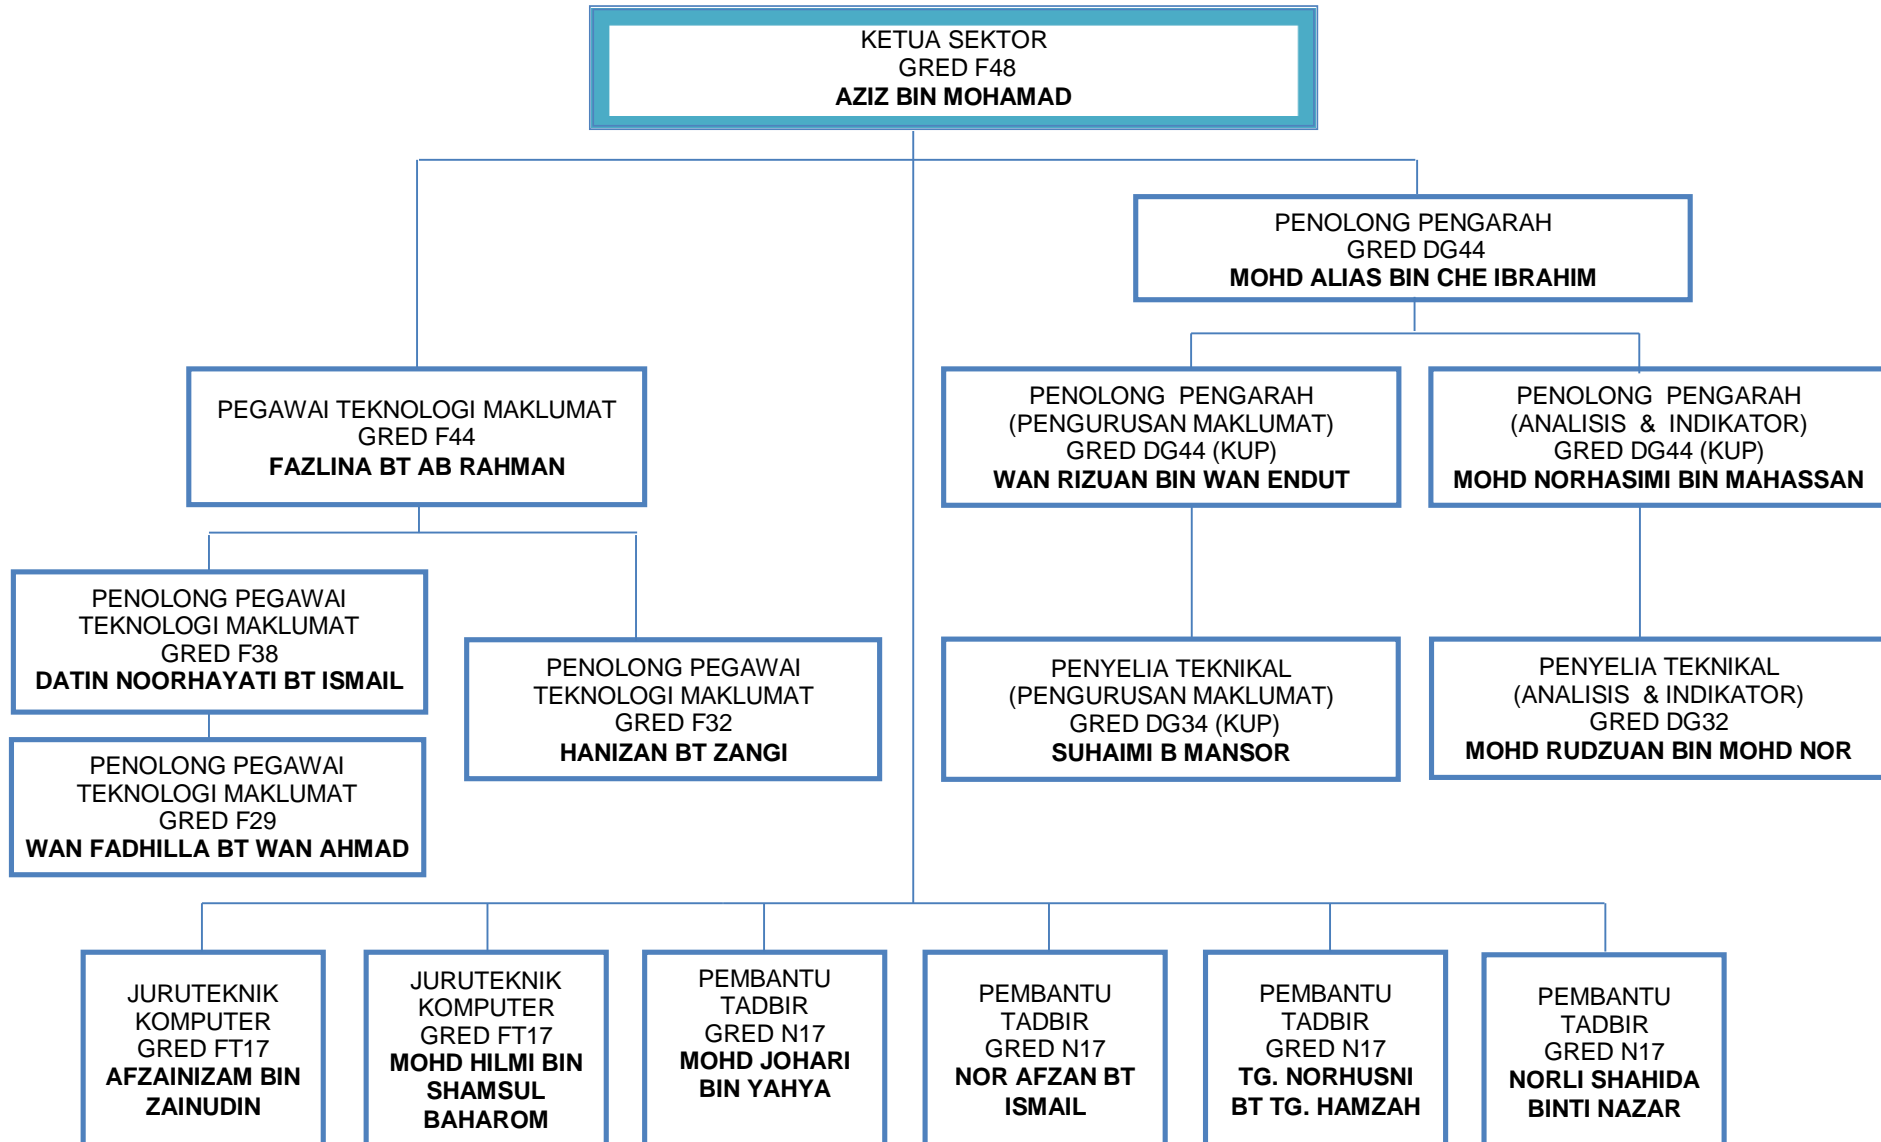 KETUA SEKTOR
GRED F48
AZIZ BIN MOHAMAD
PENOLONG PENGARAH
GRED DG44
MOHD ALIAS BIN CHE IBRAHIM
PEGAWAI TEKNOLOGI MAKLUMAT
GRED F44
FAZLINA BT AB RAHMAN
PENOLONG PENGARAH
(PENGURUSAN MAKLUMAT)
GRED DG44 (KUP)
WAN RIZUAN BIN WAN ENDUT
PENOLONG PENGARAH
(ANALISIS & INDIKATOR)
GRED DG44 (KUP)
MOHD NORHASIMI BIN MAHASSAN
PENOLONG PEGAWAI
TEKNOLOGI MAKLUMAT
GRED F38
DATIN NOORHAYATI BT ISMAIL
PENOLONG PEGAWAI
TEKNOLOGI MAKLUMAT
GRED F32
HANIZAN BT ZANGI
PENYELIA TEKNIKAL
(PENGURUSAN MAKLUMAT)
GRED DG34 (KUP)
SUHAIMI B MANSOR
PENYELIA TEKNIKAL
(ANALISIS & INDIKATOR)
GRED DG32
MOHD RUDZUAN BIN MOHD NOR
PENOLONG PEGAWAI
TEKNOLOGI MAKLUMAT
GRED F29
WAN FADHILLA BT WAN AHMAD
JURUTEKNIK
KOMPUTER
GRED FT17
AFZAINIZAM BIN
ZAINUDIN
JURUTEKNIK
KOMPUTER
GRED FT17
MOHD HILMI BIN
SHAMSUL
BAHAROM
PEMBANTU
TADBIR
GRED N17
MOHD JOHARI
BIN YAHYA
PEMBANTU
TADBIR
GRED N17
NOR AFZAN BT
ISMAIL
PEMBANTU
TADBIR
GRED N17
TG. NORHUSNI
BT TG. HAMZAH
PEMBANTU
TADBIR
GRED N17
NORLI SHAHIDA
BINTI NAZAR